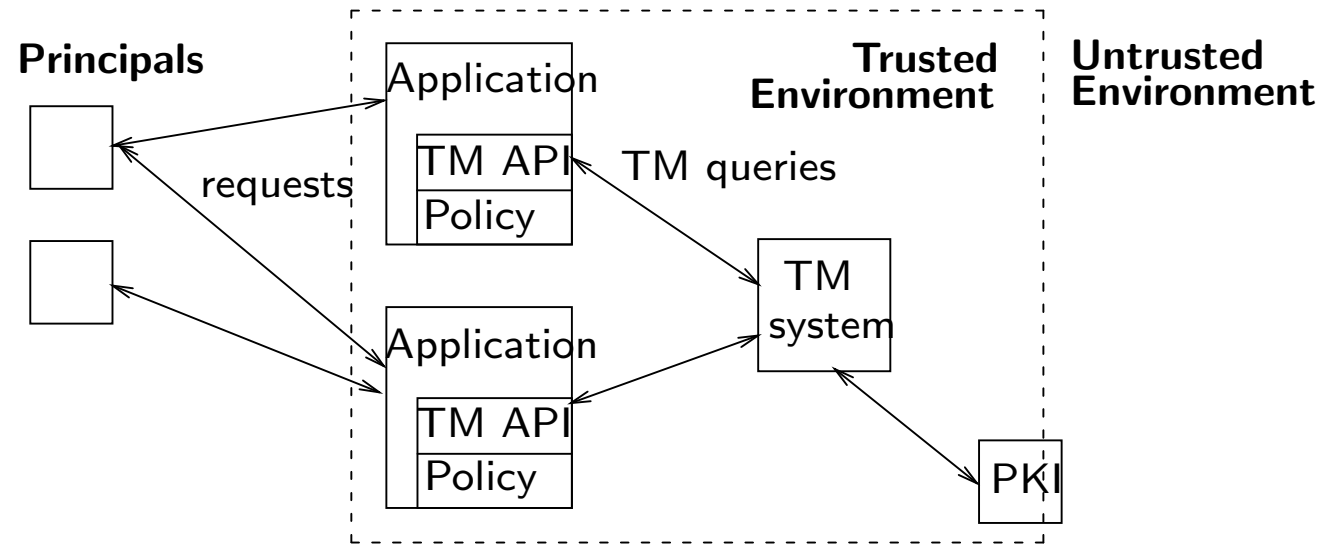 Principals
Application
Trusted
Environment
Untrusted
Environment
requests
TM API
Policy
TM queries
TM
system
Application
TM API
Policy
PKI